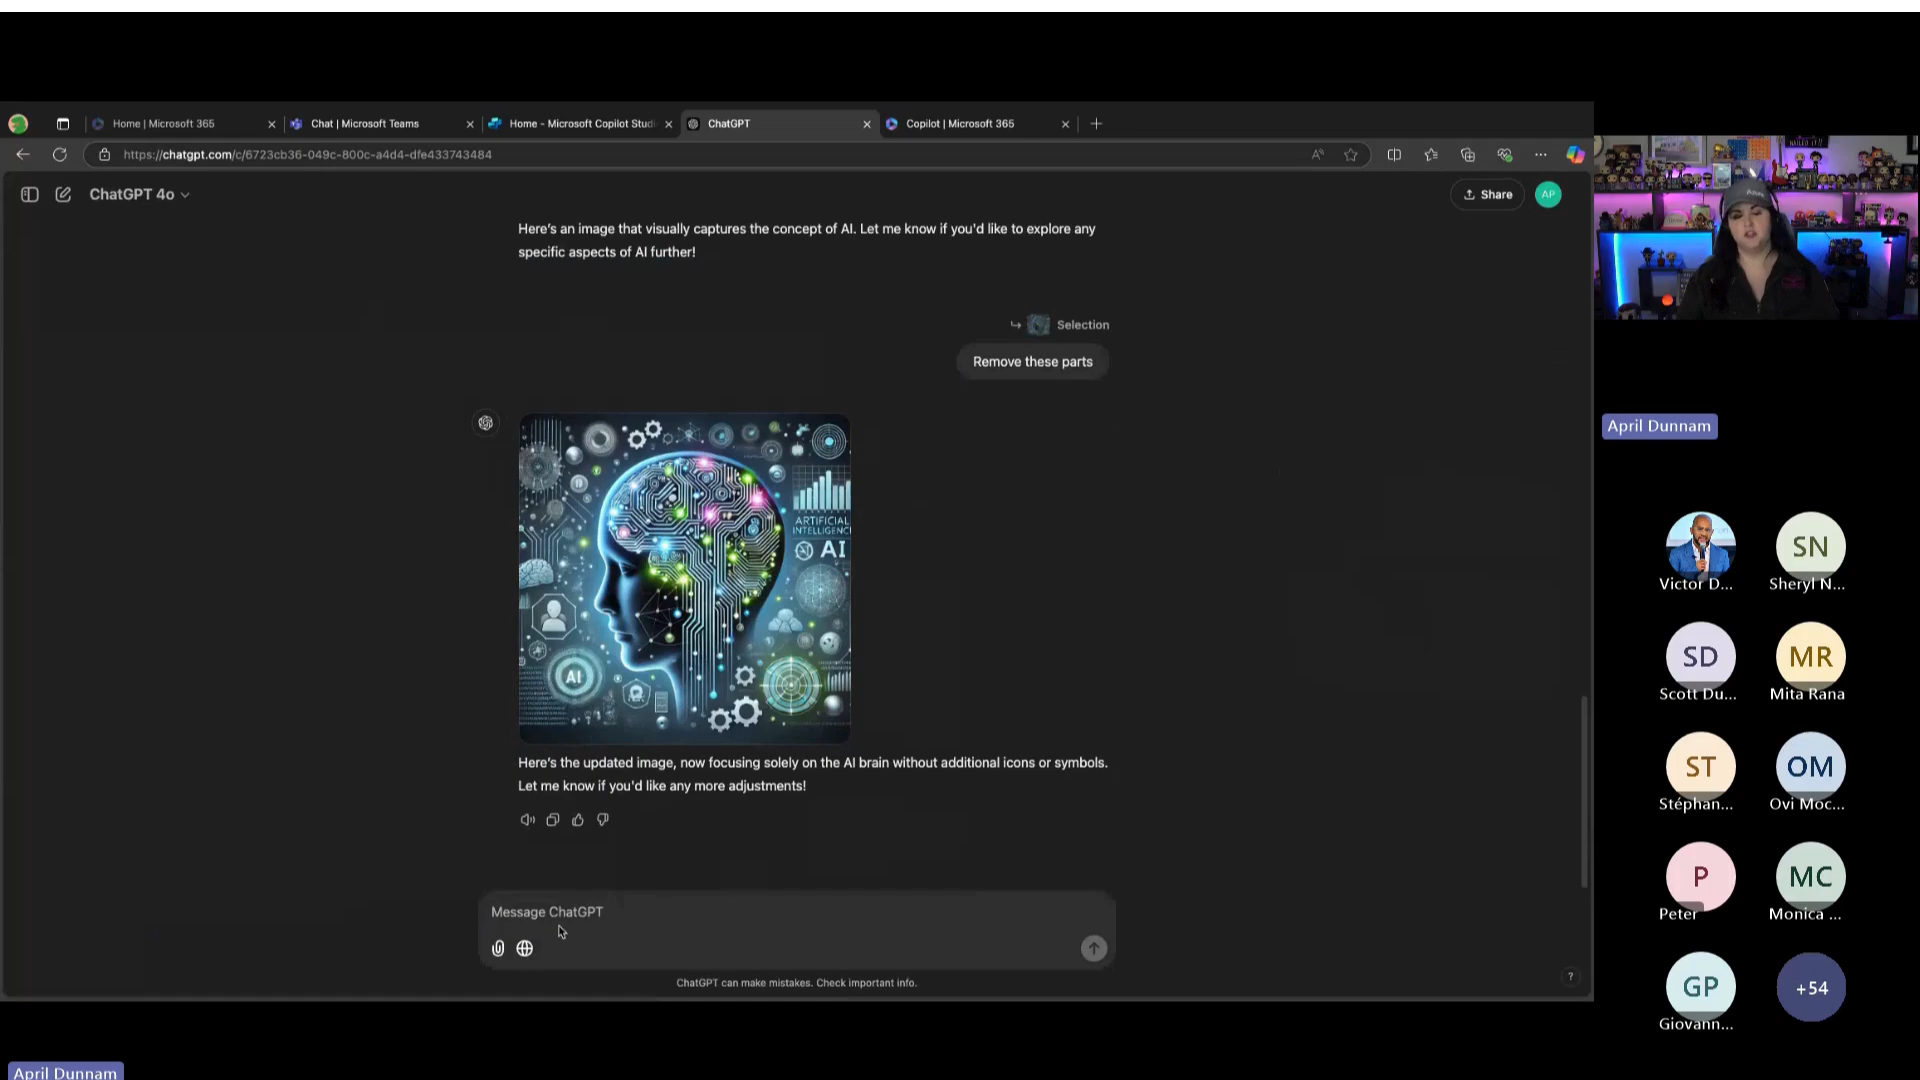 Home | Microsoft 365
Chat | Microsoft Teams
Home - Microsoft Copilot Studi
ChatGPT
Copilot | Microsoft 365
https://chatgpt.com/c/6723cb36-049c-800c-a4d4-dfe433743484
ChatGPT 4o
Share
AP
Here's an image that visually captures the concept of AI. Let me know if you'd like to explore any
specific aspects of AI further!
Selection
Remove these parts
ARTIFICIAL
INTELLIGENC
AI
AI
Here's the updated image, now focusing solely on the AI brain without additional icons or symbols.
Let me know if you'd like any more adjustments!
Message ChatGPT
ChatGPT can make mistakes. Check important info.
?
NAILED IT!
April Dunnam
Victor D...
SN
Sheryl N...
SD
Scott Du...
MR
Mita Rana
ST
Stéphan...
OM
Ovi Moc...
P
Peter
MC
Monica ...
GP
Giovann...
+54
April Dunnam